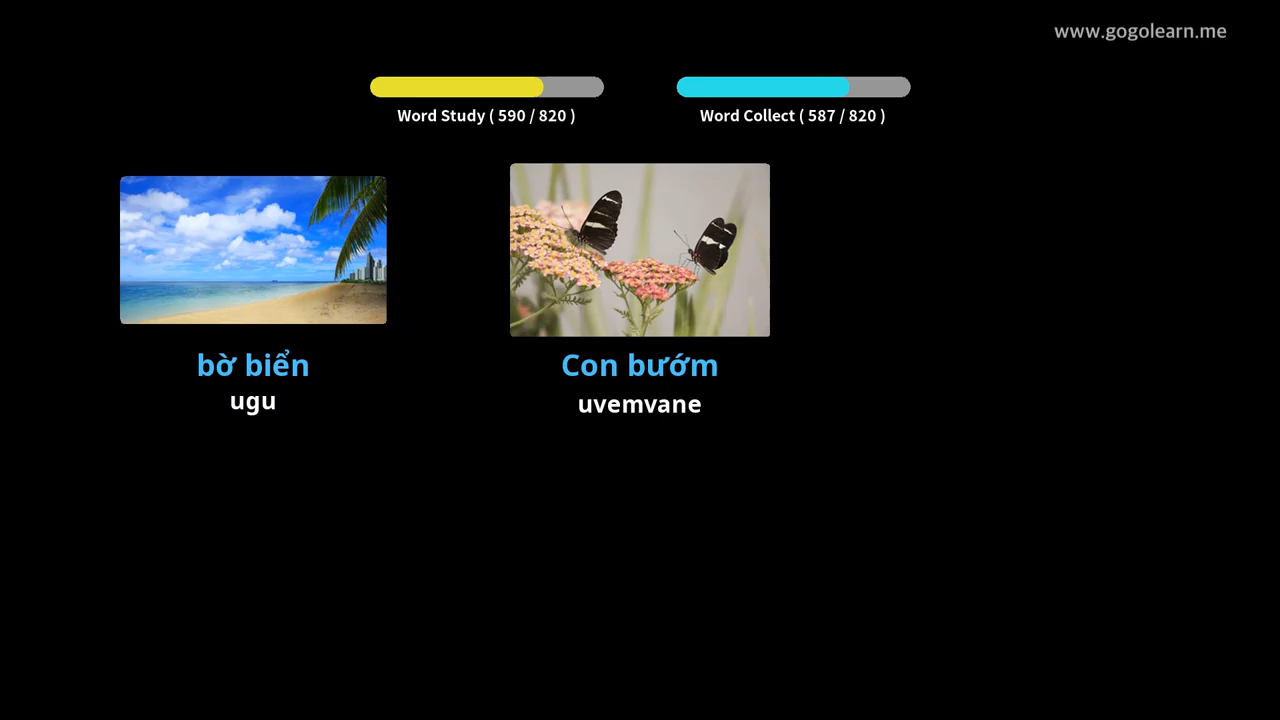 www.gogolearn.me
Word Study ( 590 / 820 )
Word Collect ( 587 / 820 )
bờ biển
ugu
Con bướm
uvemvane